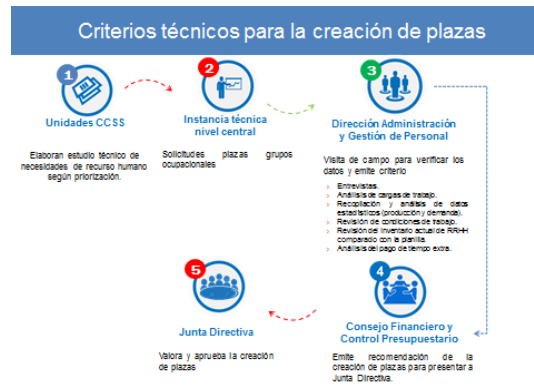 Criterios técnicos para la creación de plazas
1
Unidades CCSS
Elaboran estudio técnico de
necesidades de recurso humano
según priorización.
2
Instancia técnica
nivel central
Solicitudes plazas grupos
ocupacionales
3
Dirección Administración
y Gestión de Personal
Visita de campo para verificar los
datos y emite criterio
> Entrevistas.
> Análisis de cargas de trabajo.
> Recopilación y análisis de datos
estadísticos (producción y demanda).
> Revisión de condiciones de trabajo.
> Revisión del inventario actual de RRHH
comparado con la planilla.
> Análisis del pago de tiempo extra.
4
Consejo Financiero y
Control Presupuestario
Emite recomendación de la
creación de plazas para presentar a
Junta Directiva.
5
Junta Directiva
Valora y aprueba la creación
de plazas